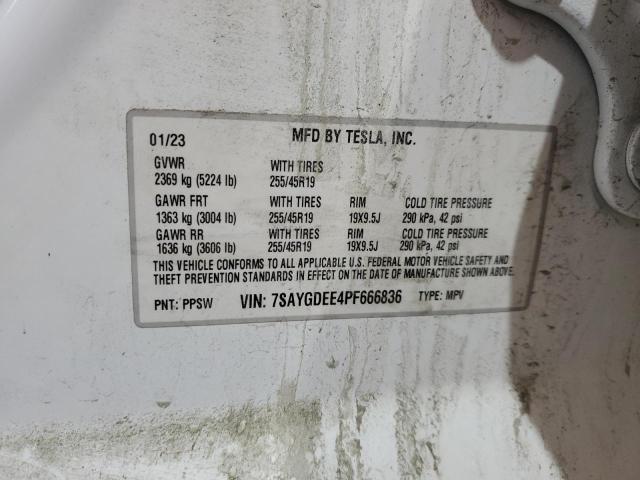 01/23 MFD BY TESLA, INC.
GVWR WITH TIRES
2369 kg (5224 lb) 255/45R19
GAWR FRT WITH TIRES RIM COLD TIRE PRESSURE
1363 kg (3004 lb) 255/45R19 19X9.5J 290 kPa, 42 psi
GAWR RR WITH TIRES RIM COLD TIRE PRESSURE
1636 kg (3606 lb) 255/45R19 19X9.5J 290 kPa, 42 psi
THIS VEHICLE CONFORMS TO ALL APPLICABLE U.S. FEDERAL MOTOR VEHICLE SAFETY AND
THEFT PREVENTION STANDARDS IN EFFECT ON THE DATE OF MANUFACTURE SHOWN ABOVE.
PNT: PPSW VIN: 7SAYGDEE4PF666836 TYPE: MPV